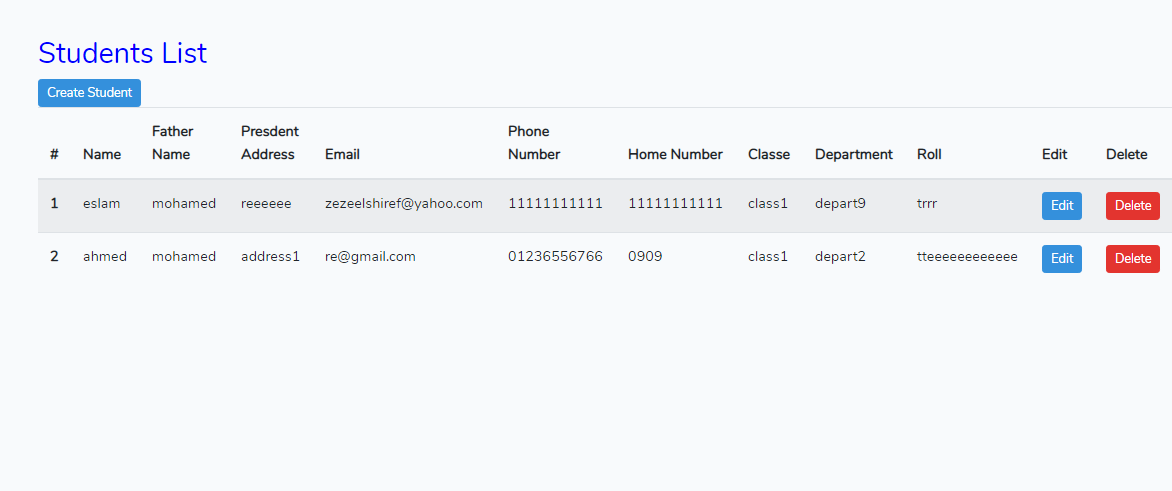 Students List
Create Student
# Name Father Name Presdent Address Email Phone Number Home Number Classe Department Roll Edit Delete
1 eslam mohamed reeeeee zezeelshiref@yahoo.com 11111111111 11111111111 class1 depart9 trrr Edit Delete
2 ahmed mohamed address1 re@gmail.com 01236556766 0909 class1 depart2 tteeeeeeeeeeee Edit Delete